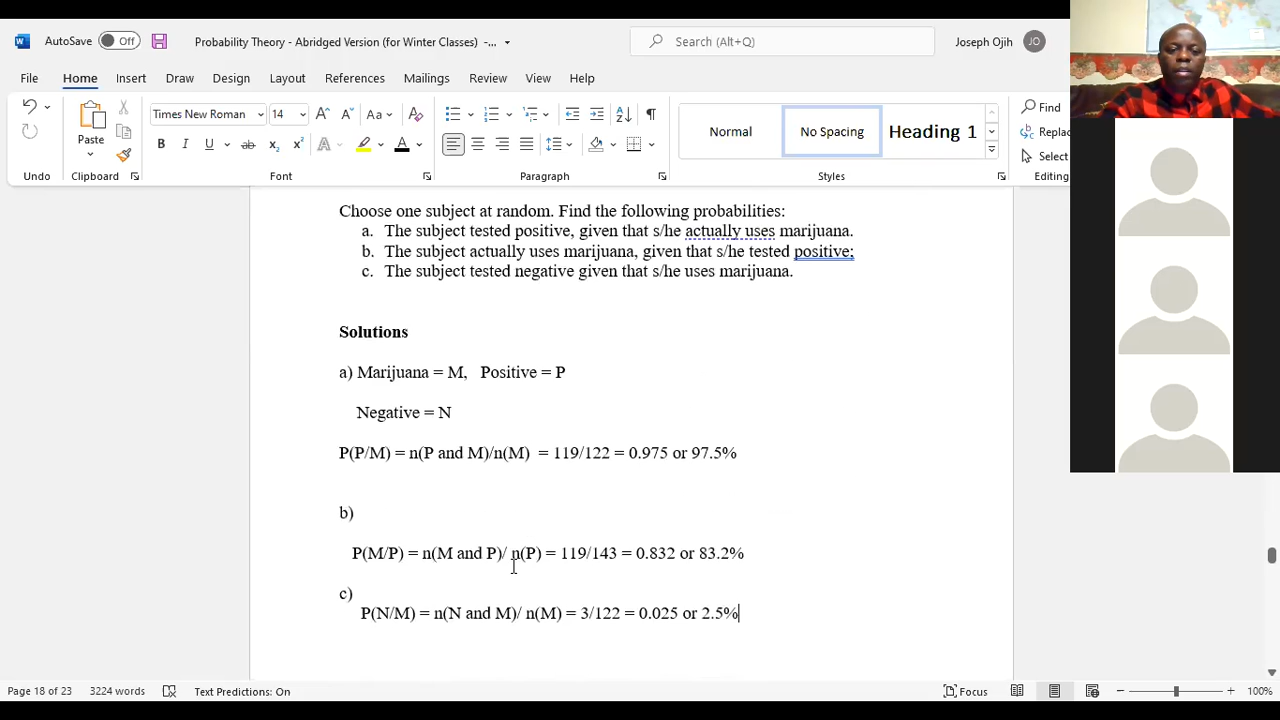 AutoSave Off Probability Theory - Abridged Version (for Winter Classes) -... Search (Alt+Q) Joseph Ojih JO
File Home Insert Draw Design Layout References Mailings Review View Help
Times New Roman 14 Aa Normal No Spacing Heading 1 Find
Paste B I U ab x₂ x² A A Replac
Select
Undo Clipboard Font Paragraph Styles Editing
Choose one subject at random. Find the following probabilities:
a. The subject tested positive, given that s/he actually uses marijuana.
b. The subject actually uses marijuana, given that s/he tested positive;
c. The subject tested negative given that s/he uses marijuana.
Solutions
a) Marijuana = M, Positive = P
Negative = N
P(P/M) = n(P and M)/n(M) = 119/122 = 0.975 or 97.5%
b)
P(M/P) = n(M and P)/ n(P) = 119/143 = 0.832 or 83.2%
c)
P(N/M) = n(N and M)/ n(M) = 3/122 = 0.025 or 2.5%
Page 18 of 23 3224 words Text Predictions: On Focus 100%